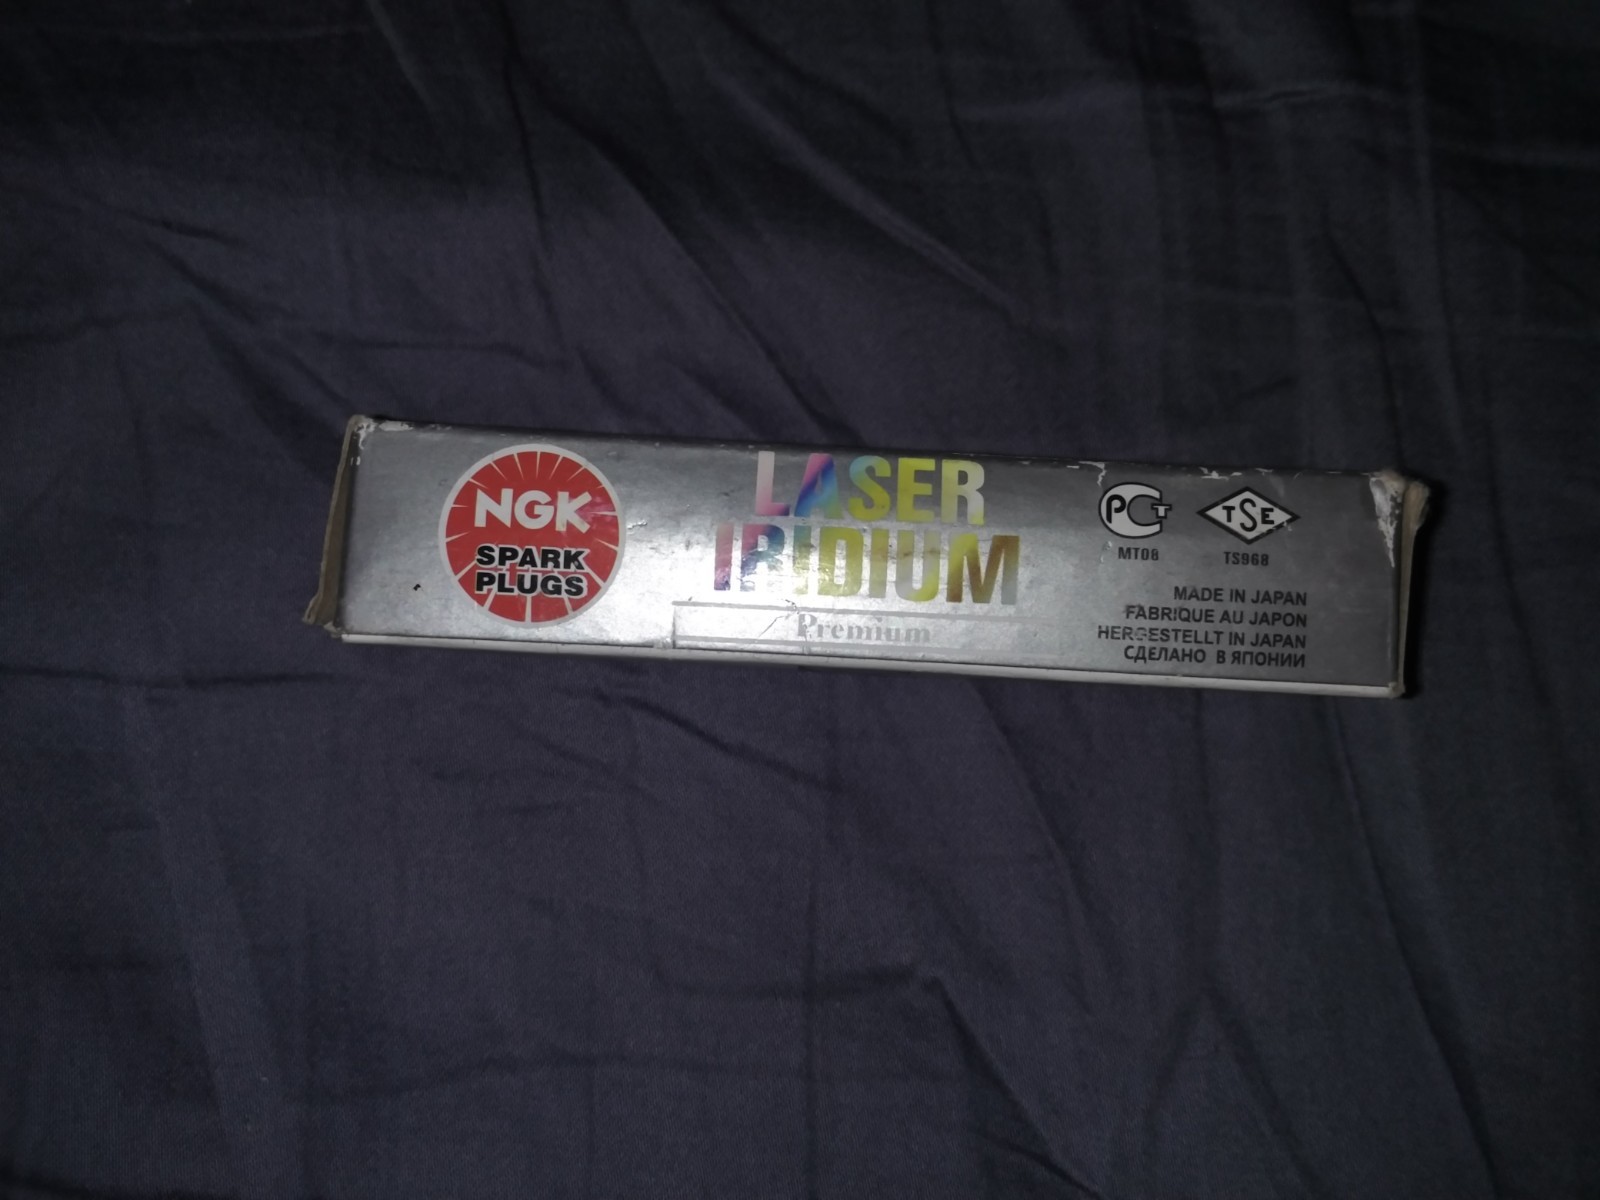 NGK
SPARK
PLUGS
LASER
IRIDIUM
Premium
РСТ
MT08
TSE
TS968
MADE IN JAPAN
FABRIQUE AU JAPON
HERGESTELLT IN JAPAN
СДЕЛАНО В ЯПОНИИ